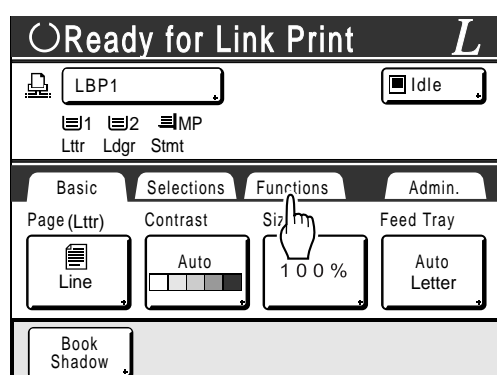 Ready for Link Print L
LBP1 Idle
1 2 MP
Lttr Ldgr Stmt
Basic Selections Functions Admin.
Page (Lttr) Contrast Feed Tray
Line Auto 100% Auto Letter
Book Shadow